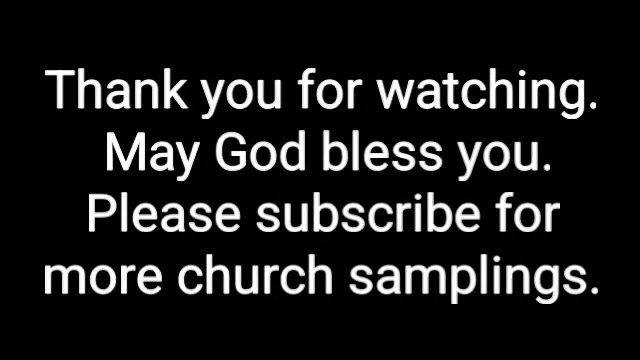 Thank you for watching.
May God bless you.
Please subscribe for
more church samplings.